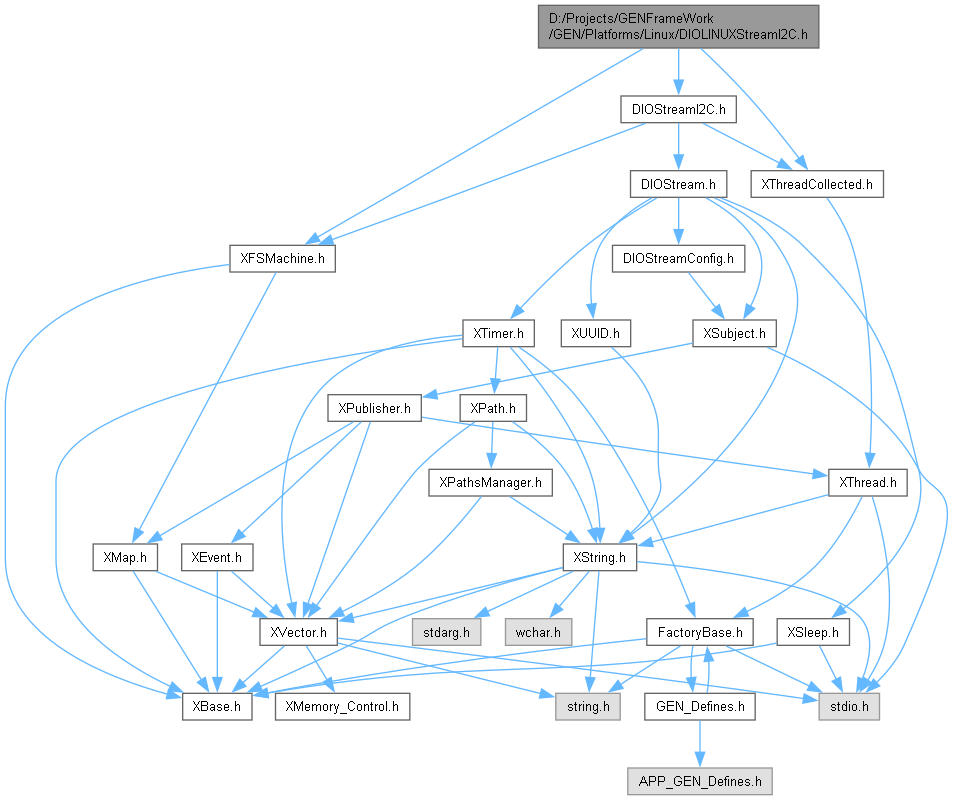 D:/Projects/GENFrameWork
/GEN/Platforms/Linux/DIOLINUXStreamI2C.h
DIOStreamI2C.h
DIOStream.h
XThreadCollected.h
XFSMachine.h
DIOStreamConfig.h
XTimer.h
XUUID.h
XSubject.h
XPublisher.h
XPath.h
XPathsManager.h
XThread.h
XMap.h
XEvent.h
XString.h
XVector.h
stdarg.h
wchar.h
FactoryBase.h
XSleep.h
XBase.h
XMemory_Control.h
string.h
GEN_Defines.h
stdio.h
APP_GEN_Defines.h